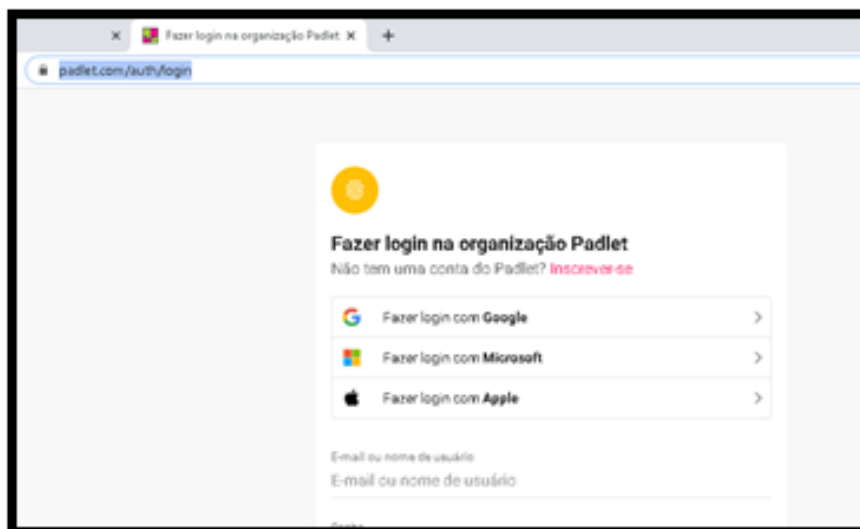 Fazer login na organização Padlet
padlet.com/auth/login
Fazer login na organização Padlet
Não tem uma conta do Padlet? Inscrever-se
Fazer login com Google
Fazer login com Microsoft
Fazer login com Apple
E-mail ou nome de usuário
E-mail ou nome de usuário